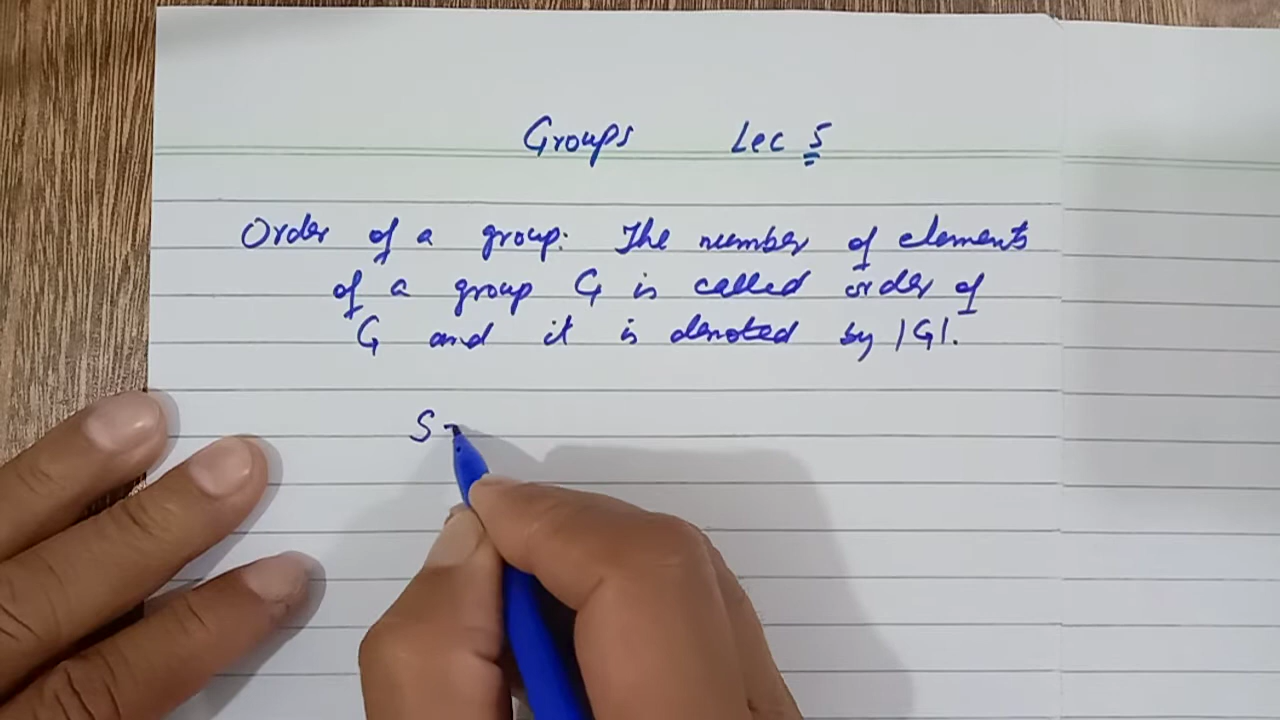 Groups Lec 5
Order of a group: The number of elements
of a group G is called order of
G and it is denoted by |G|.
S -